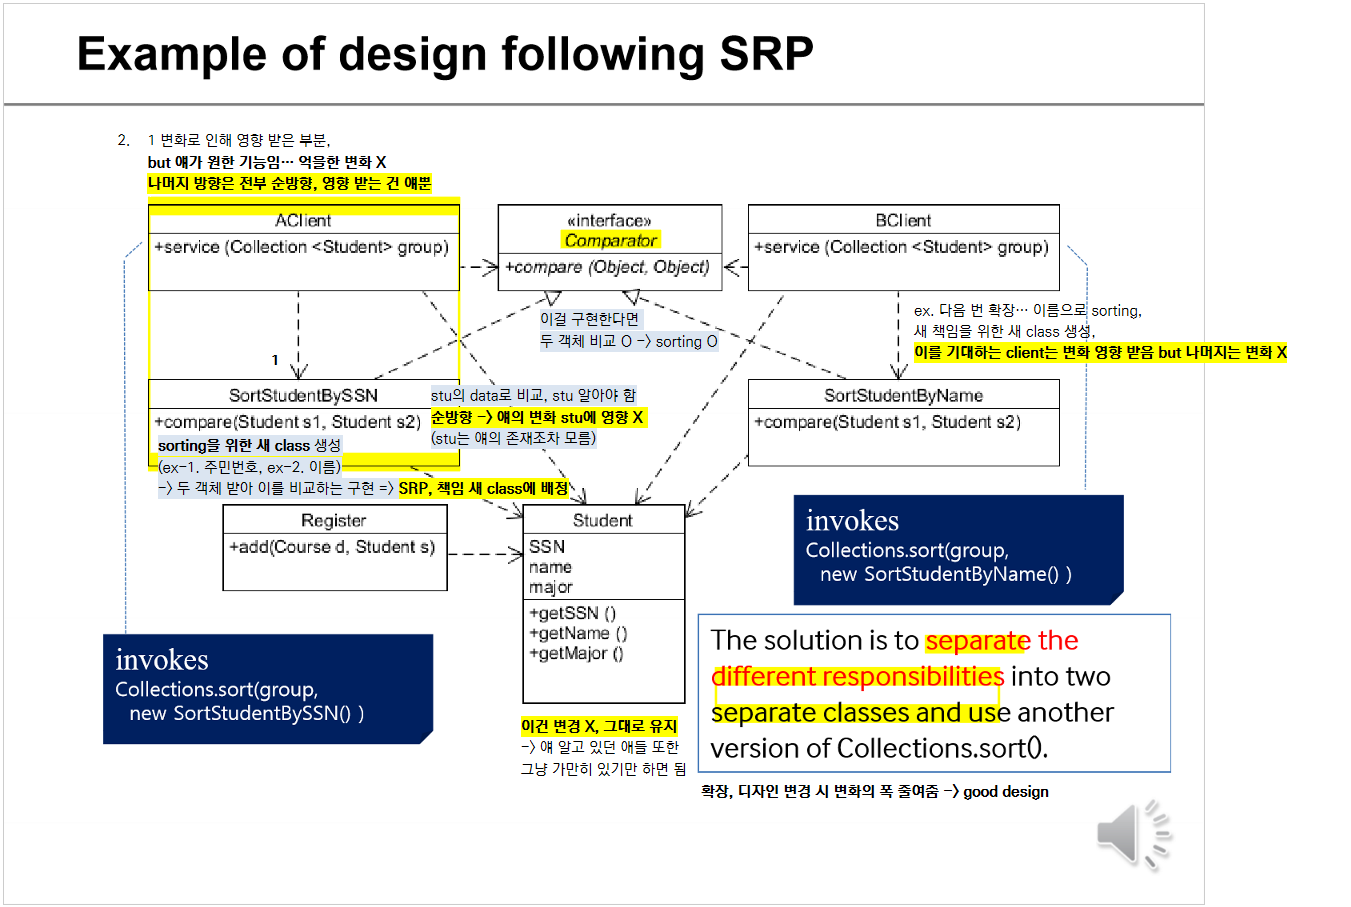 Example of design following SRP
2. 1 변화로 인해 영향 받은 부분,
but 얘가 원한 기능임… 억울한 변화 X
나머지 방향은 전부 순방향, 영향 받는 건 얘뿐
AClient
+service (Collection <Student> group)
«interface»
Comparator
+compare (Object, Object)
BClient
+service (Collection <Student> group)
이걸 구현한다면
두 객체 비교 O -> sorting O
ex. 다음 번 확장… 이름으로 sorting,
새 책임을 위한 새 class 생성,
이를 기대하는 client는 변화 영향 받음 but 나머지는 변화 X
1
SortStudentBySSN
+compare(Student s1, Student s2)
sorting을 위한 새 class 생성
(ex-1. 주민번호, ex-2. 이름)
-> 두 객체 받아 이를 비교하는 구현 => SRP, 책임 새 class에 배정
stu의 data로 비교, stu 알아야 함
순방향 -> 얘의 변화 stu에 영향 X
(stu는 얘의 존재조차 모름)
SortStudentByName
+compare(Student s1, Student s2)
Register
+add(Course d, Student s)
Student
SSN
name
major
+getSSN ()
+getName ()
+getMajor ()
invokes
Collections.sort(group,
new SortStudentByName() )
invokes
Collections.sort(group,
new SortStudentBySSN() )
The solution is to separate the
different responsibilities into two
separate classes and use another
version of Collections.sort().
이건 변경 X, 그대로 유지
-> 얘 알고 있던 애들 또한
그냥 가만히 있기만 하면 됨
확장, 디자인 변경 시 변화의 폭 줄여줌 -> good design